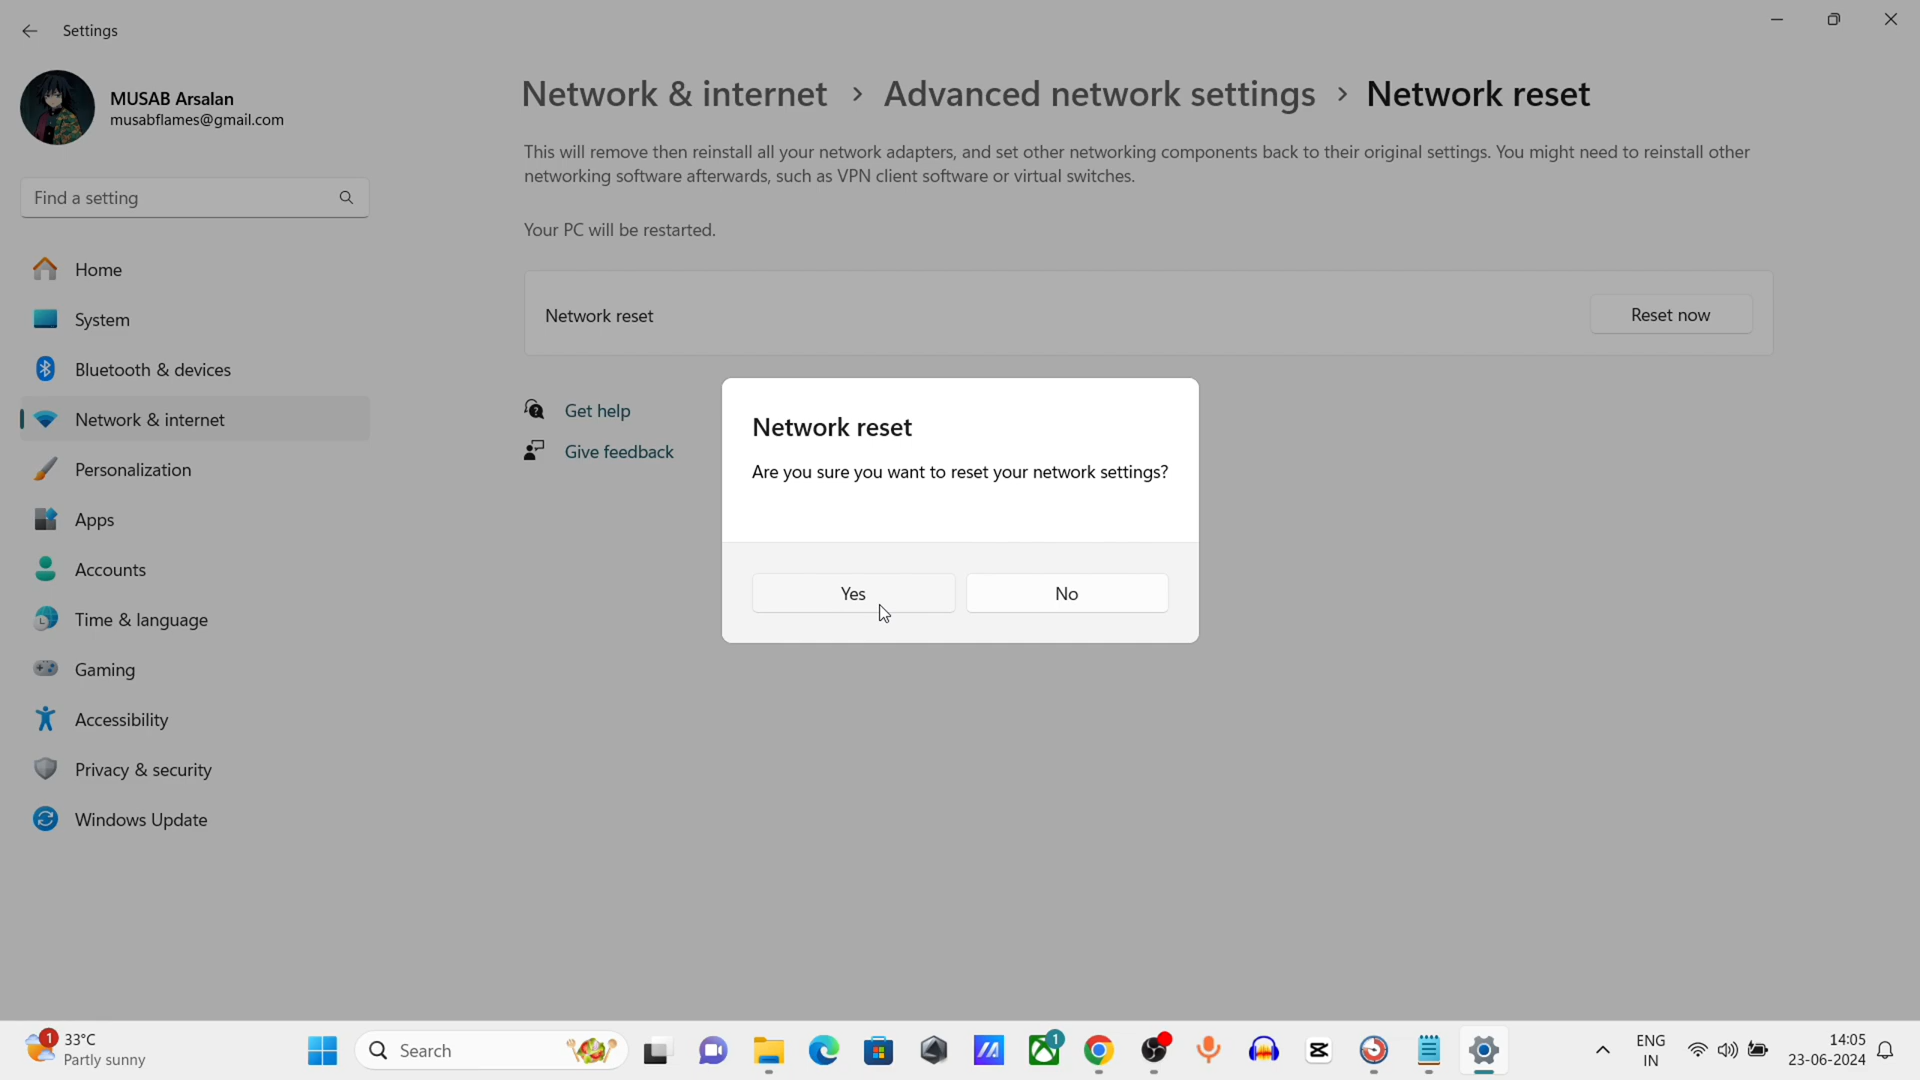 Settings
MUSAB Arsalan
musabflames@gmail.com
Find a setting
Home
System
Bluetooth & devices
Network & internet
Personalization
Apps
Accounts
Time & language
Gaming
Accessibility
Privacy & security
Windows Update
Network & internet > Advanced network settings > Network reset
This will remove then reinstall all your network adapters, and set other networking components back to their original settings. You might need to reinstall other
networking software afterwards, such as VPN client software or virtual switches.
Your PC will be restarted.
Network reset
Reset now
Get help
Give feedback
Network reset
Are you sure you want to reset your network settings?
Yes
No
1
33°C
Partly sunny
Search
1
ENG
IN
14:05
23-06-2024